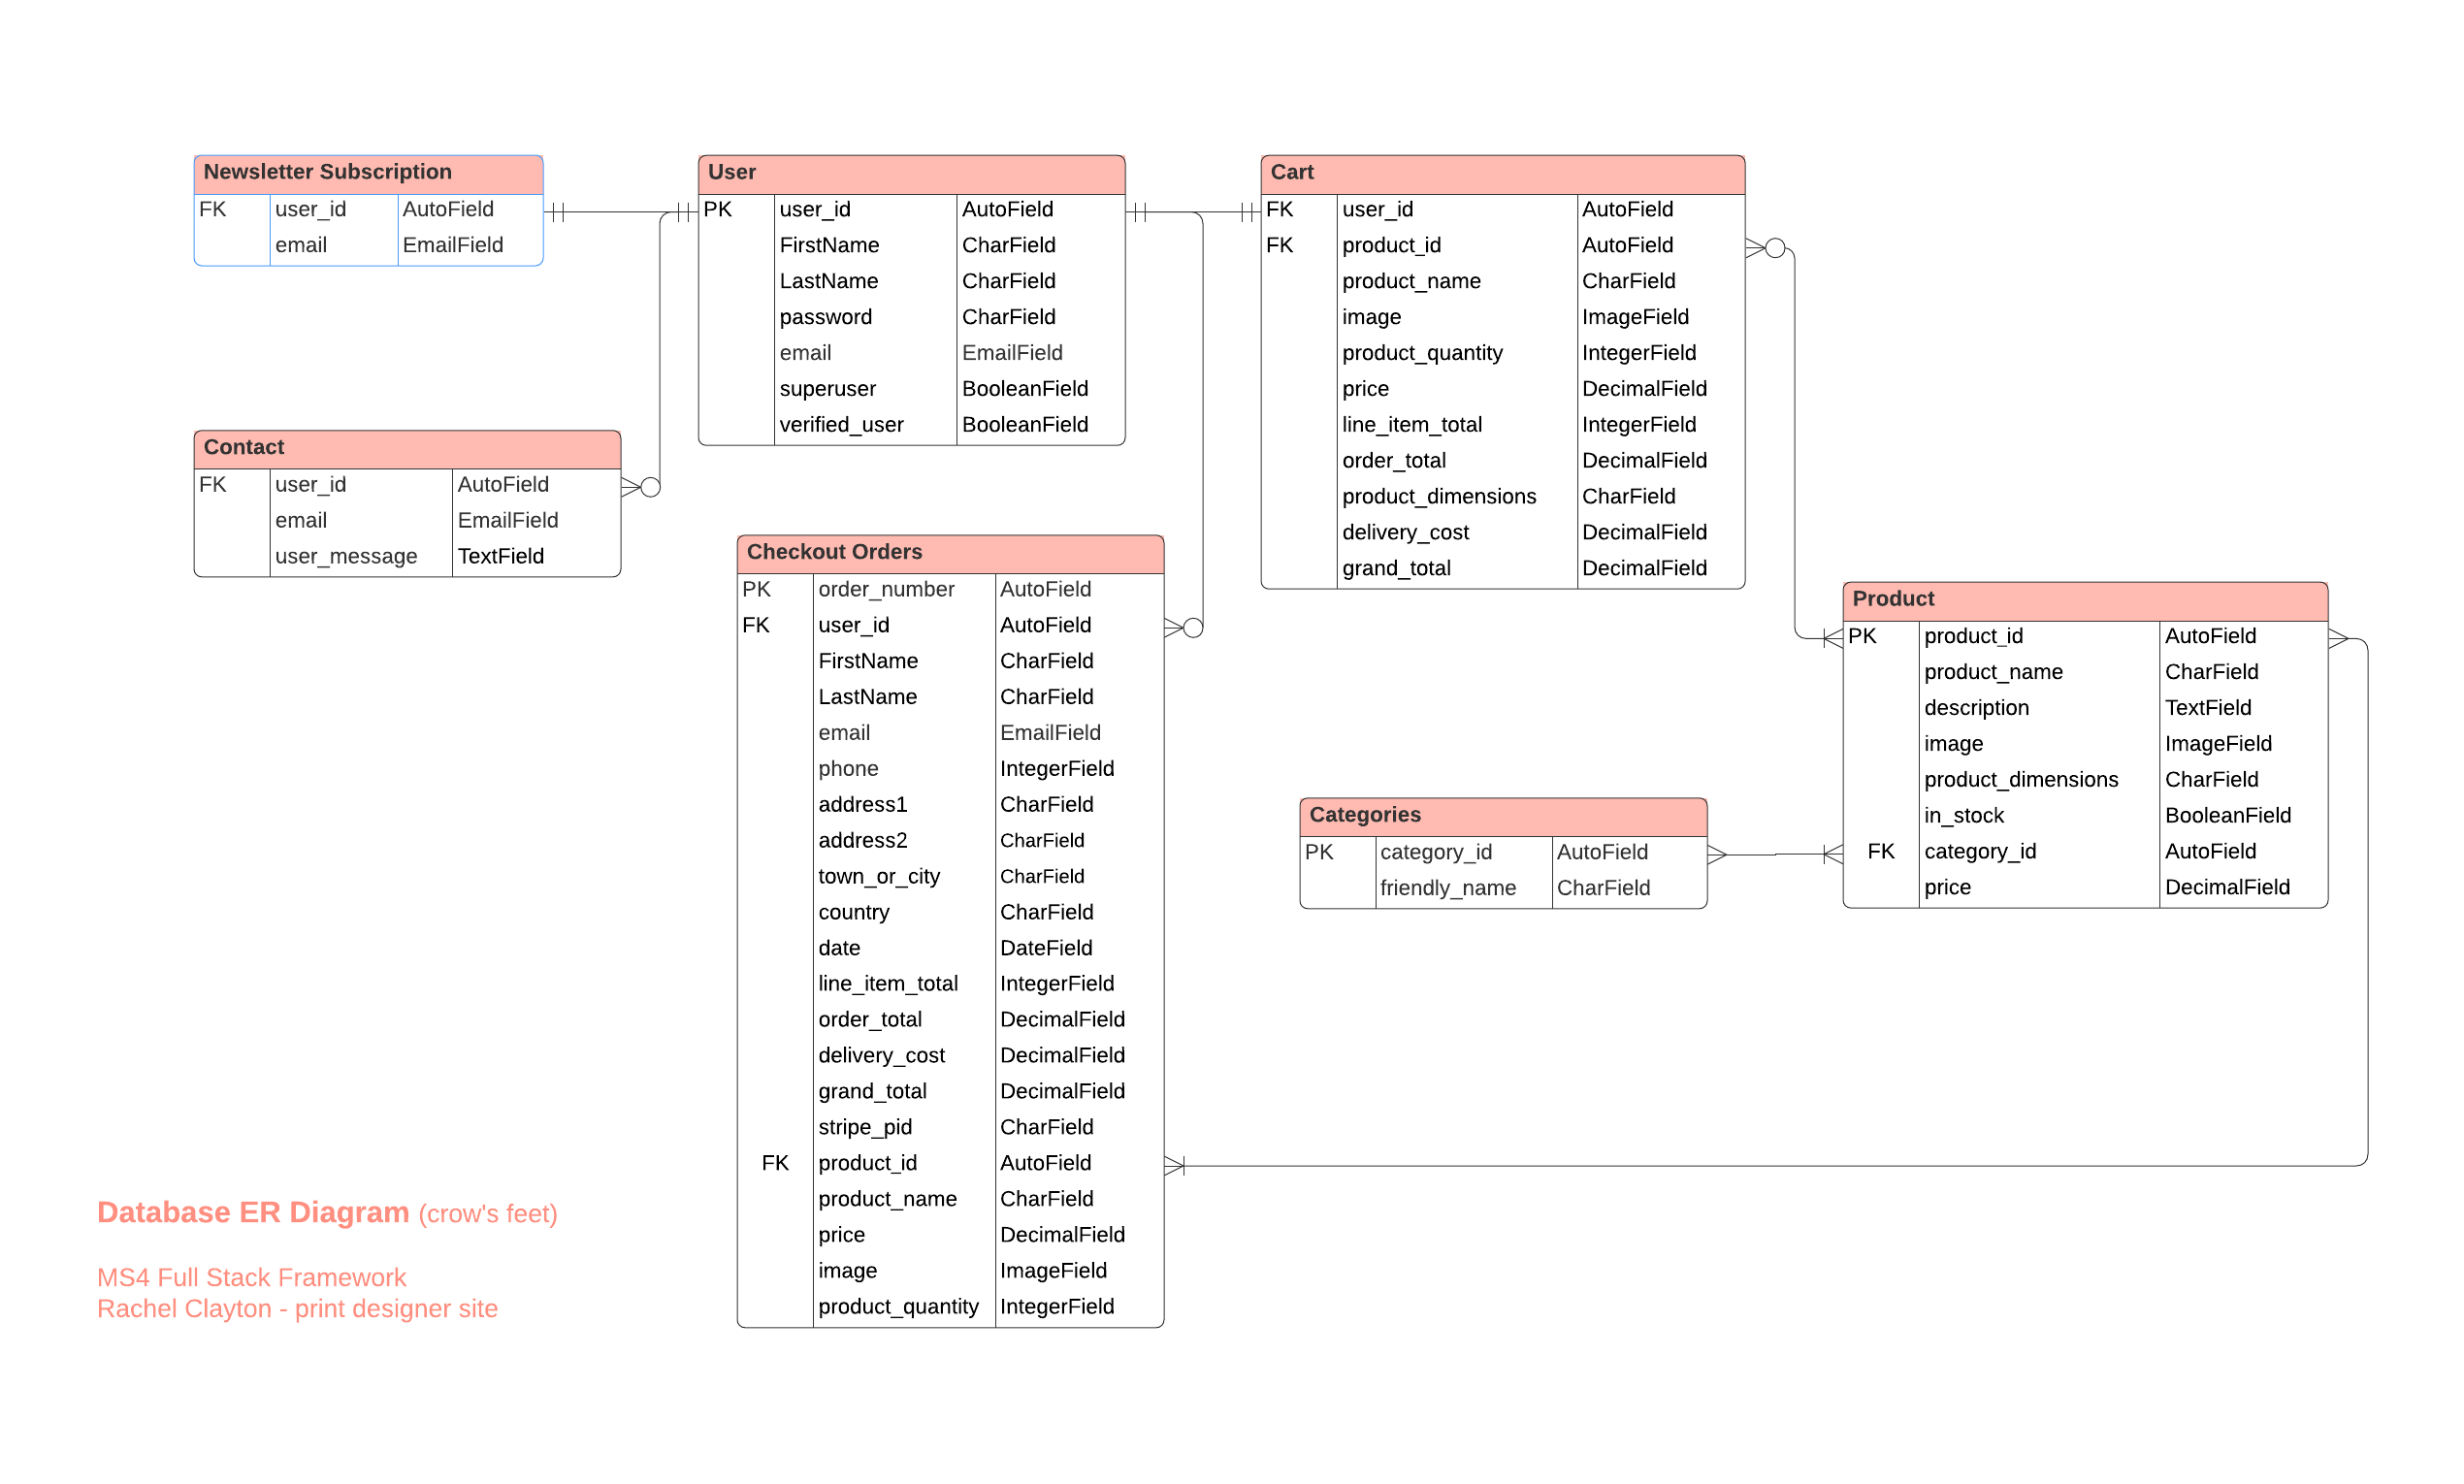 Newsletter Subscription
FK user_id AutoField
email EmailField
User
PK user_id AutoField
FirstName CharField
LastName CharField
password CharField
email EmailField
superuser BooleanField
verified_user BooleanField
Cart
FK user_id AutoField
FK product_id AutoField
product_name CharField
image ImageField
product_quantity IntegerField
price DecimalField
line_item_total IntegerField
order_total DecimalField
product_dimensions CharField
delivery_cost DecimalField
grand_total DecimalField
Contact
FK user_id AutoField
email EmailField
user_message TextField
Checkout Orders
PK order_number AutoField
FK user_id AutoField
FirstName CharField
LastName CharField
email EmailField
phone IntegerField
address1 CharField
address2 CharField
town_or_city CharField
country CharField
date DateField
line_item_total IntegerField
order_total DecimalField
delivery_cost DecimalField
grand_total DecimalField
stripe_pid CharField
FK product_id AutoField
product_name CharField
price DecimalField
image ImageField
product_quantity IntegerField
Product
PK product_id AutoField
product_name CharField
description TextField
image ImageField
product_dimensions CharField
in_stock BooleanField
FK category_id AutoField
price DecimalField
Categories
PK category_id AutoField
friendly_name CharField
Database ER Diagram (crow's feet)
MS4 Full Stack Framework
Rachel Clayton - print designer site